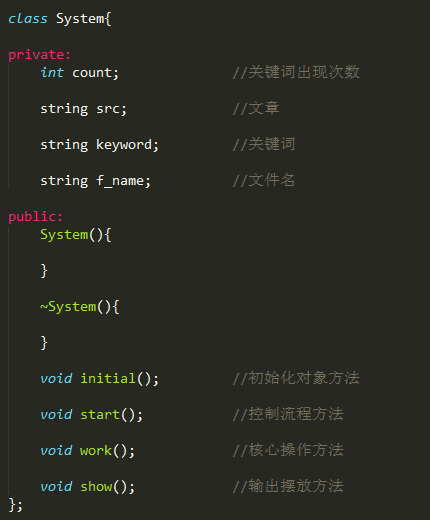 class System{
private:
int count; //关键词出现次数
string src; //文章
string keyword; //关键词
string f_name; //文件名
public:
System(){
}
~System(){
}
void initial(); //初始化对象方法
void start(); //控制流程方法
void work(); //核心操作方法
void show(); //输出摆放方法
};